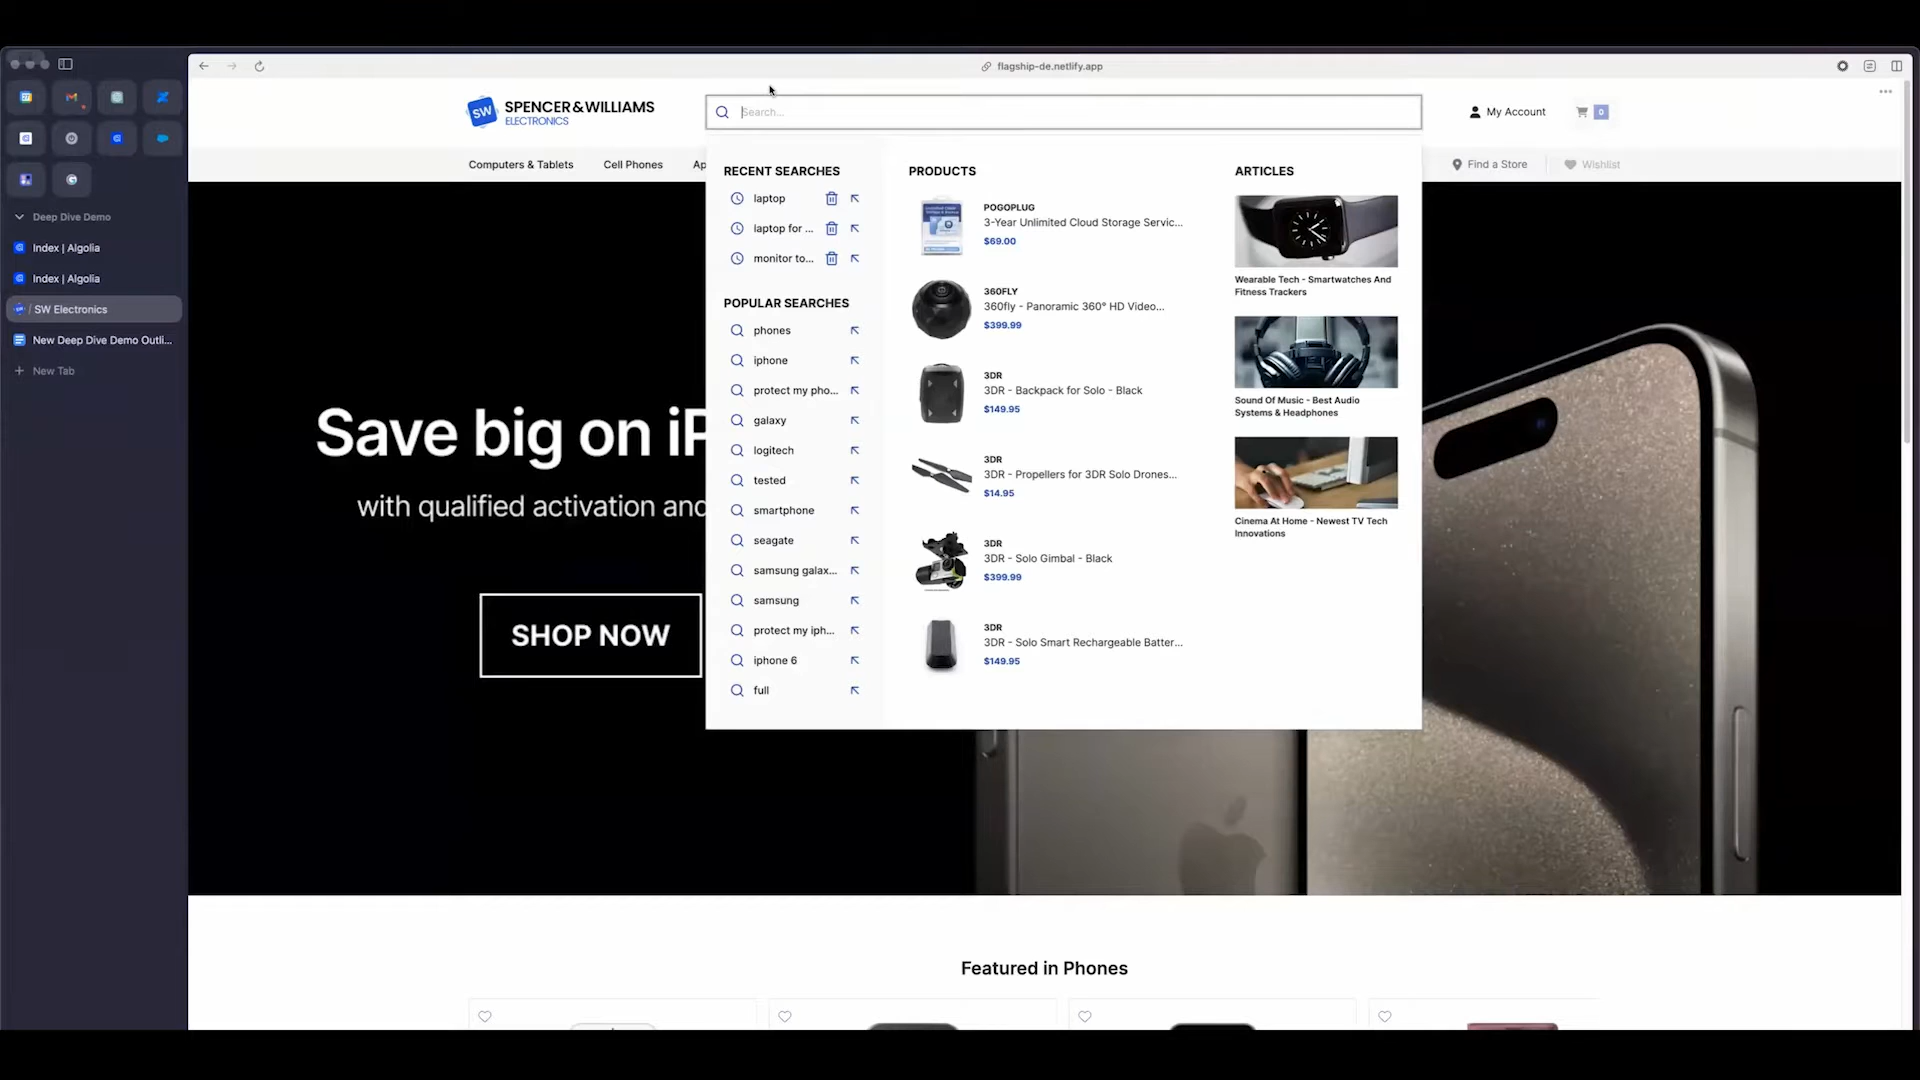 flagship-de.netlify.app
Deep Dive Demo
Index | Algolia
Index | Algolia
/ SW Electronics
New Deep Dive Demo Outli...
New Tab
SW SPENCER & WILLIAMS
ELECTRONICS
Search...
My Account
0
Computers & Tablets
Cell Phones
Ap
Find a Store
Wishlist
RECENT SEARCHES
laptop
laptop for ...
monitor to...
POPULAR SEARCHES
phones
iphone
protect my pho...
galaxy
logitech
tested
smartphone
seagate
samsung galax...
samsung
protect my iph...
iphone 6
full
PRODUCTS
POGOPLUG
3-Year Unlimited Cloud Storage Servic...
$69.00
360FLY
360fly - Panoramic 360° HD Video...
$399.99
3DR
3DR - Backpack for Solo - Black
$149.95
3DR
3DR - Propellers for 3DR Solo Drones...
$14.95
3DR
3DR - Solo Gimbal - Black
$399.99
3DR
3DR - Solo Smart Rechargeable Batter...
$149.95
ARTICLES
Wearable Tech - Smartwatches And
Fitness Trackers
Sound Of Music - Best Audio
Systems & Headphones
Cinema At Home - Newest TV Tech
Innovations
Save big on iP
with qualified activation and
SHOP NOW
Featured in Phones